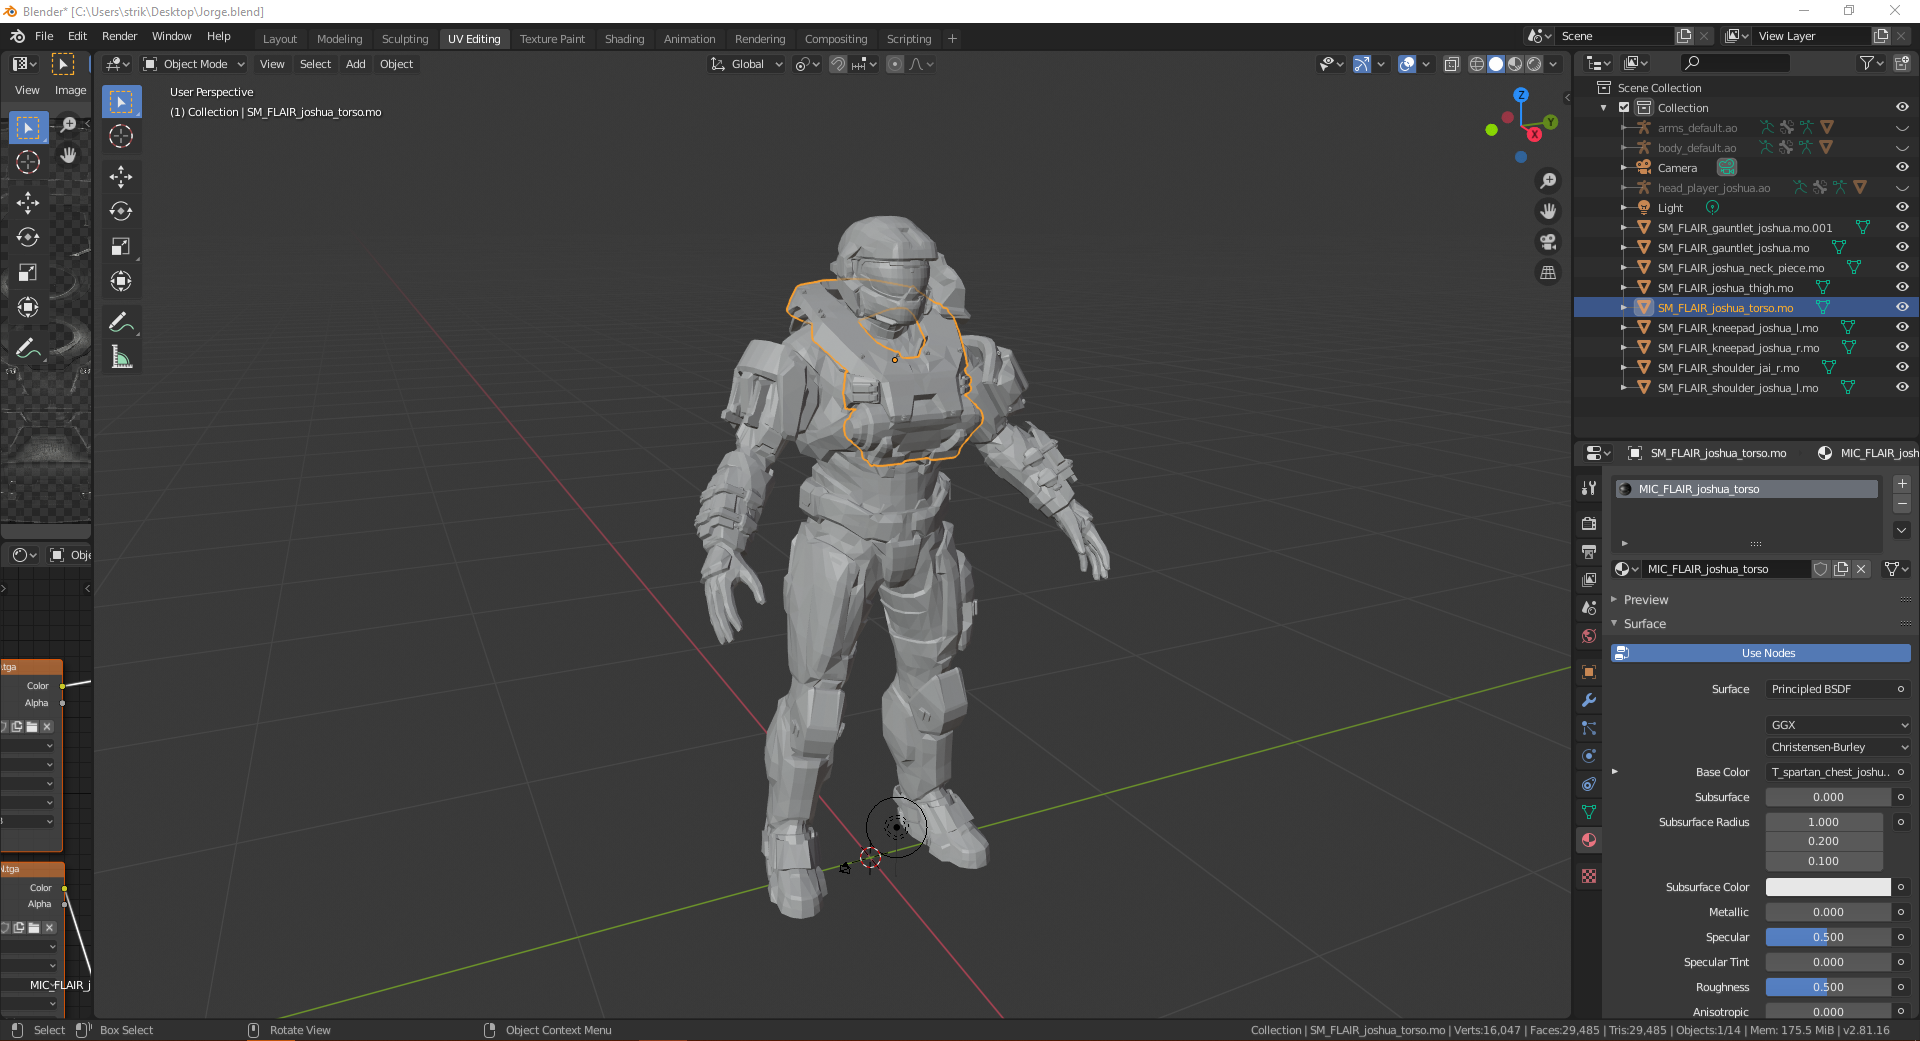 Blender* [C:\Users\strik\Desktop\Jorge.blend]
File Edit Render Window Help
Layout Modeling Sculpting UV Editing Texture Paint Shading Animation Rendering Compositing Scripting +
Scene
View Layer
Object Mode View Select Add Object
Global
View Image
User Perspective
(1) Collection | SM_FLAIR_joshua_torso.mo
Z
Y
X
Scene Collection
Collection
arms_default.ao
body_default.ao
Camera
head_player_joshua.ao
Light
SM_FLAIR_gauntlet_joshua.mo.001
SM_FLAIR_gauntlet_joshua.mo
SM_FLAIR_joshua_neck_piece.mo
SM_FLAIR_joshua_thigh.mo
SM_FLAIR_joshua_torso.mo
SM_FLAIR_kneepad_joshua_l.mo
SM_FLAIR_kneepad_joshua_r.mo
SM_FLAIR_shoulder_jai_r.mo
SM_FLAIR_shoulder_joshua_l.mo
SM_FLAIR_joshua_torso.mo MIC_FLAIR_josh
MIC_FLAIR_joshua_torso
MIC_FLAIR_joshua_torso
Preview
Surface
Use Nodes
Surface Principled BSDF
GGX
Christensen-Burley
Base Color T_spartan_chest_joshu..
Subsurface 0.000
Subsurface Radius 1.000
0.200
0.100
Subsurface Color
Metallic 0.000
Specular 0.500
Specular Tint 0.000
Roughness 0.500
Anisotropic 0.000
Obje
.tga
Color
Alpha
N.tga
Color
Alpha
MIC_FLAIR_j
Select Box Select Rotate View Object Context Menu
Collection | SM_FLAIR_joshua_torso.mo | Verts:16,047 | Faces:29,485 | Tris:29,485 | Objects:1/14 | Mem: 175.5 MiB | v2.81.16